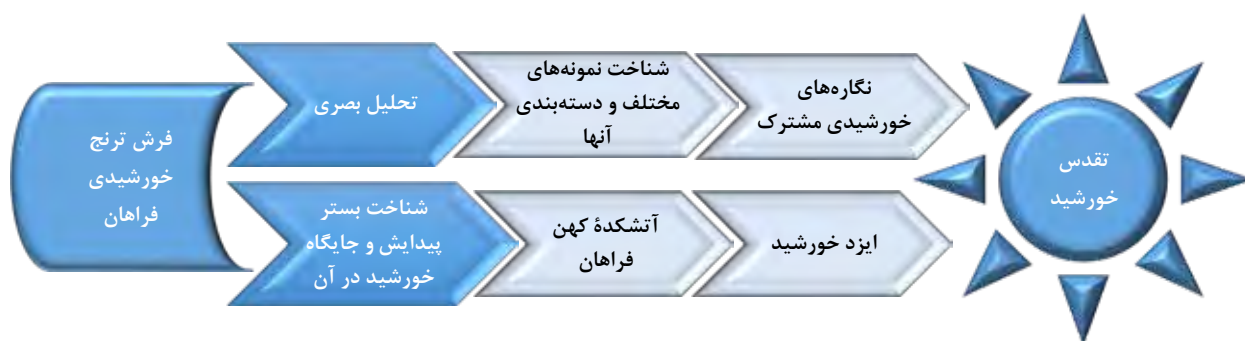 فرش ترنج
خورشیدی
فراهان
تحلیل بصری
شناخت نمونه‌های
مختلف و دسته‌بندی
آنها
نگاره‌های
خورشیدی مشترک
شناخت بستر
پیدایش و جایگاه
خورشید در آن
آتشکدهٔ کهن
فراهان
ایزد خورشید
تقدس
خورشید